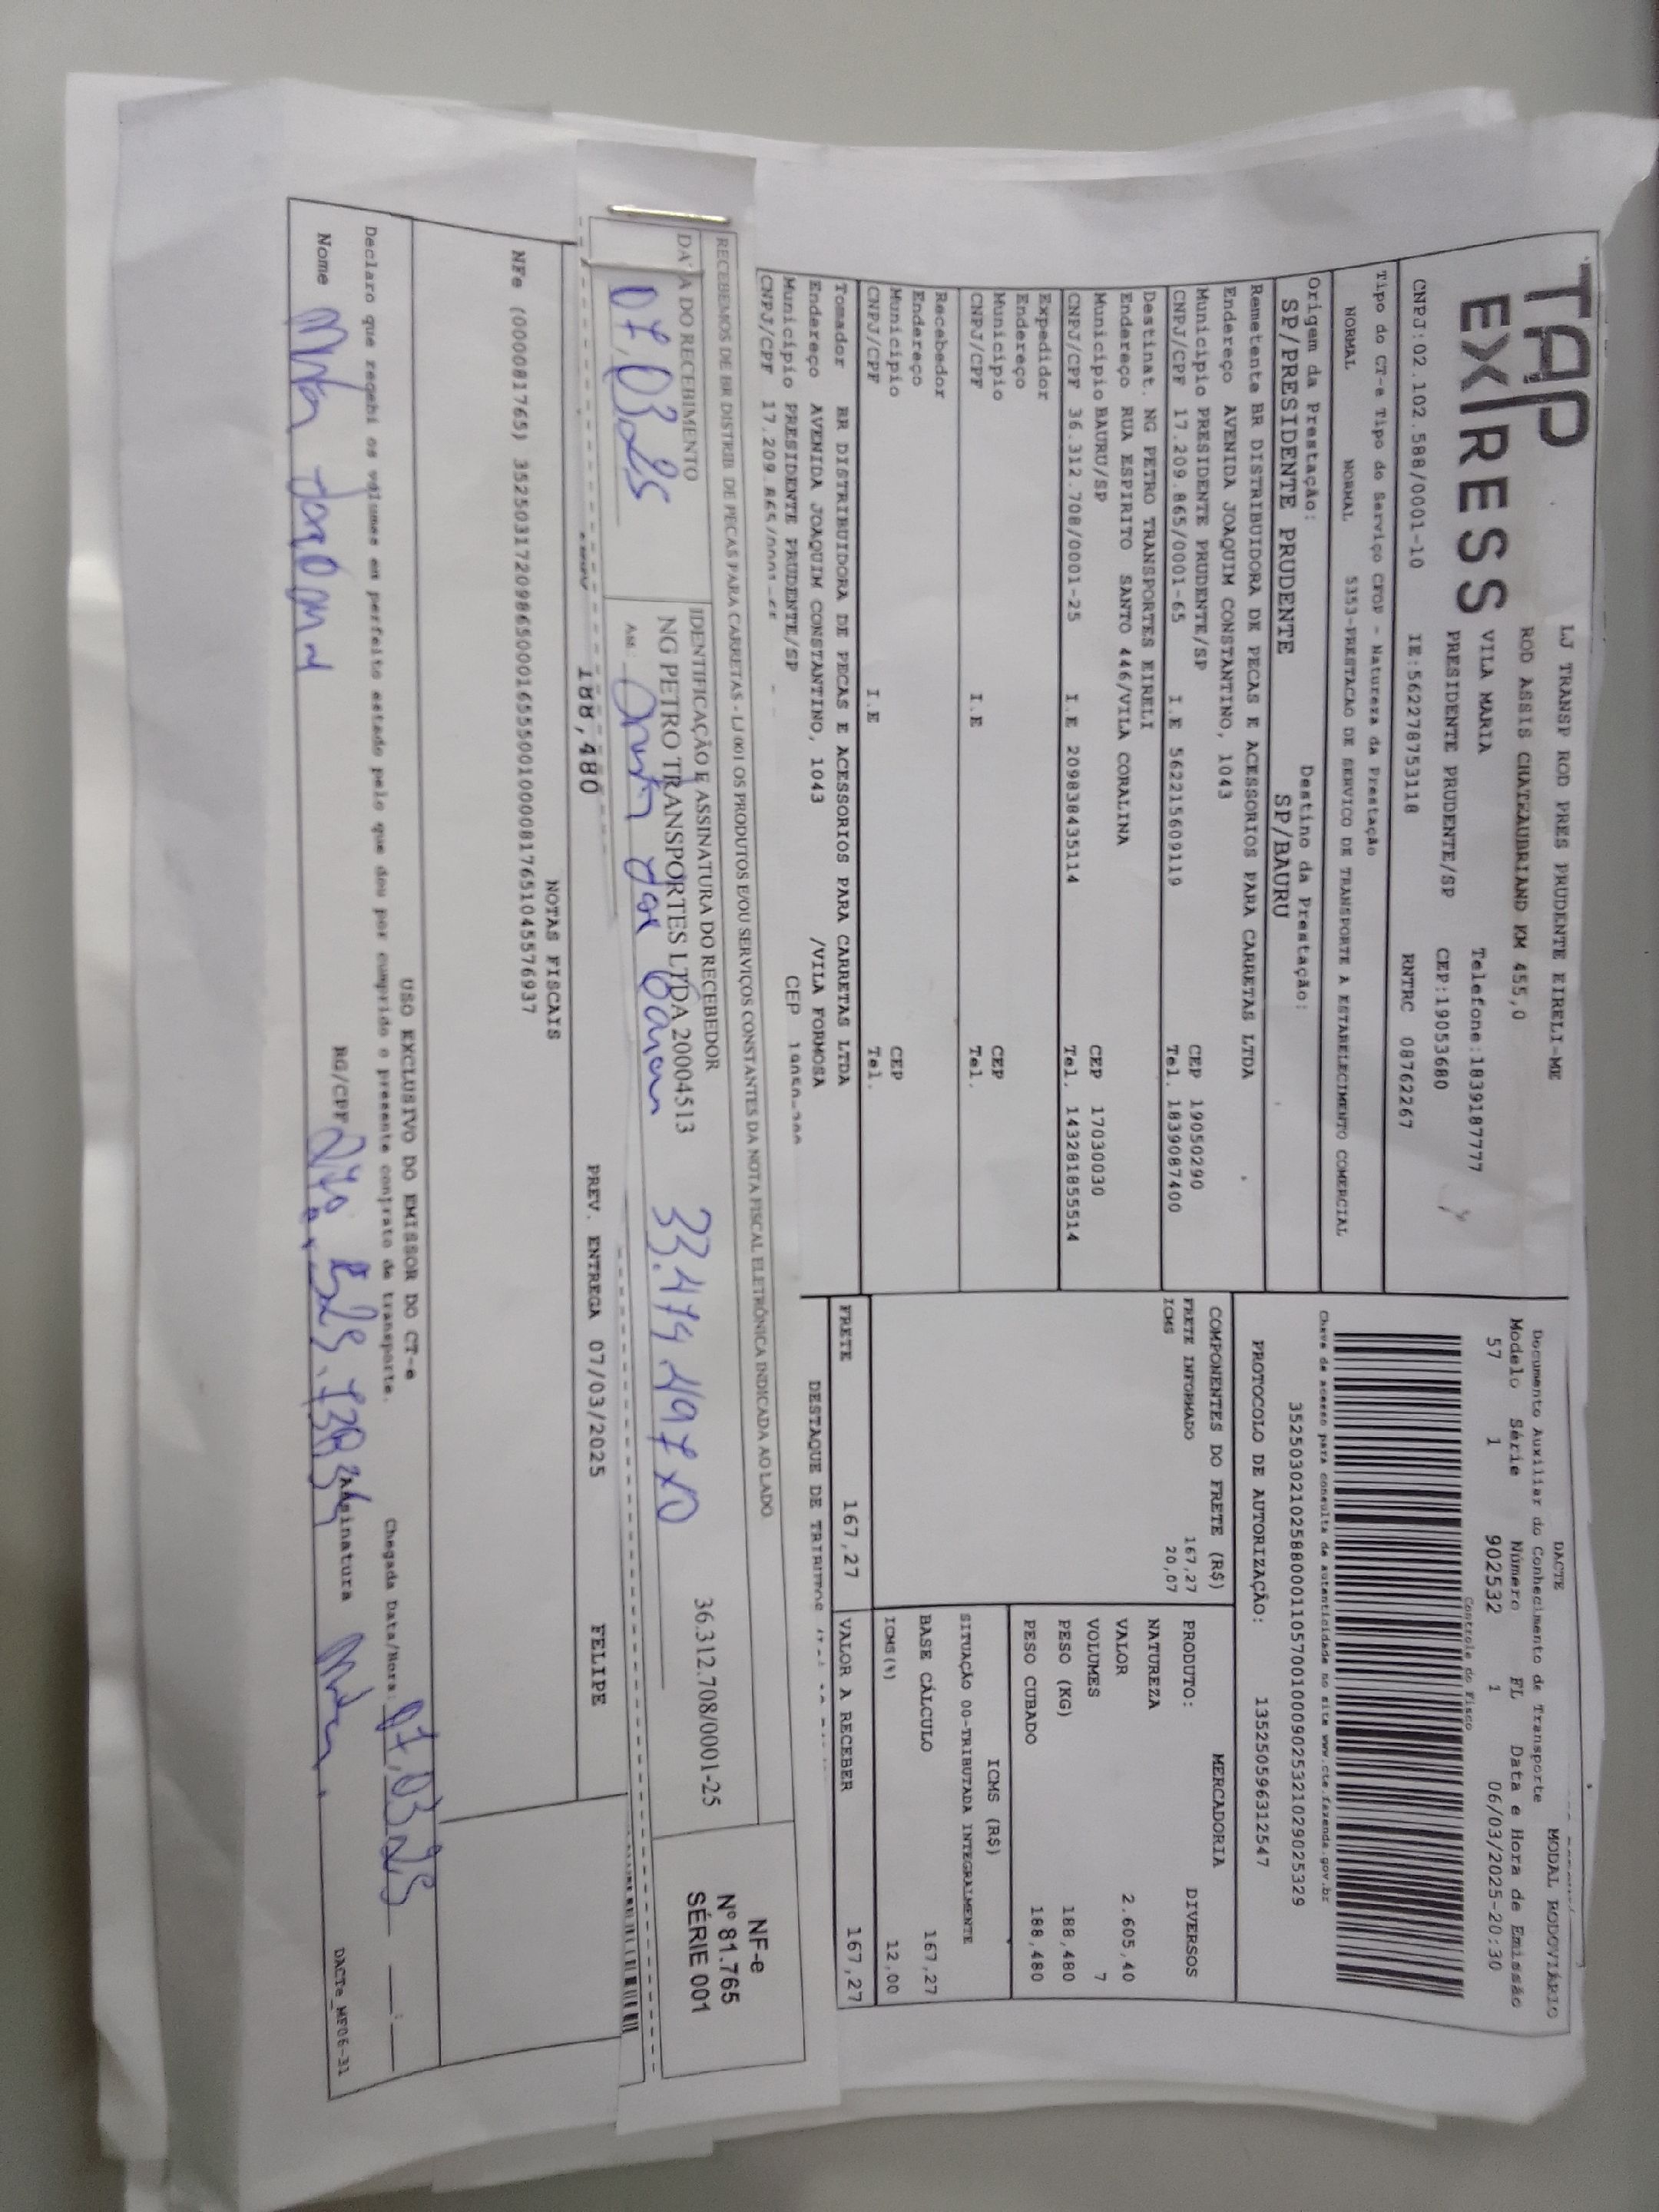 TAP
EXPRESS
LJ TRANSP ROD PRES PRUDENTE EIRELI-ME
ROD ASSIS CHATEAUBRIAND KM 455,0
VILA MARIA Telefone:1839187777
PRESIDENTE PRUDENTE/SP CEP:19053680
CNPJ:02.102.588/0001-10 IE:562278753118 RNTRC 08762267
DACTE MODAL RODOVIÁRIO
Documento Auxiliar do Conhecimento de Transporte
Modelo Série Número FL Data e Hora de Emissão
57 1 902532 1 06/03/2025-20:30
Controle do Fisco
Tipo do CT-e Tipo do Serviço CFOP - Natureza da Prestação
NORMAL NORMAL 5353-PRESTACAO DE SERVICO DE TRANSPORTE A ESTABELECIMENTO COMERCIAL
Chave de acesso para consulta de autenticidade no site www.cte.fazenda.gov.br
35250302102588000110570010009025321029025329
Origem da Prestação: Destino da Prestação:
SP/PRESIDENTE PRUDENTE SP/BAURU
PROTOCOLO DE AUTORIZAÇÃO: 135250596312547
Remetente BR DISTRIBUIDORA DE PECAS E ACESSORIOS PARA CARRETAS LTDA
Endereço AVENIDA JOAQUIM CONSTANTINO, 1043
Municipio PRESIDENTE PRUDENTE/SP CEP 19050290
CNPJ/CPF 17.209.865/0001-65 I.E 562215609119 Tel. 1839087400
Destinat. NG PETRO TRANSPORTES EIRELI
Endereço RUA ESPIRITO SANTO 446/VILA CORALINA
Municipio BAURU/SP CEP 17030030
CNPJ/CPF 36.312.708/0001-25 I.E 209838435114 Tel. 143281855514
Expedidor
Endereço
Municipio CEP
CNPJ/CPF I.E Tel.
Recebedor
Endereço
Municipio CEP
CNPJ/CPF I.E Tel.
COMPONENTES DO FRETE (R$)
FRETE INFORMADO 167,27
ICMS 20,07
MERCADORIA
PRODUTO: DIVERSOS
NATUREZA
VALOR 2.605,40
VOLUMES 7
PESO (KG) 188,480
PESO CUBADO 188,480
ICMS (R$)
SITUAÇÃO 00-TRIBUTADA INTEGRALMENTE
BASE CÁLCULO 167,27
ICMS(%) 12,00
Tomador BR DISTRIBUIDORA DE PECAS E ACESSORIOS PARA CARRETAS LTDA
Endereço AVENIDA JOAQUIM CONSTANTINO, 1043 /VILA FORMOSA
Municipio PRESIDENTE PRUDENTE/SP CEP
CNPJ/CPF 17.209.865/0001-65
FRETE 167,27 VALOR A RECEBER 167,27
DESTAQUE DE TRIBUTOS
RECEBEMOS DE BR DISTRIB DE PECAS PARA CARRETAS - LJ 001 OS PRODUTOS E/OU SERVIÇOS CONSTANTES DA NOTA FISCAL ELETRÔNICA INDICADA AO LADO
DATA DO RECEBIMENTO IDENTIFICAÇÃO E ASSINATURA DO RECEBEDOR
NG PETRO TRANSPORTES LTDA 20004513 36.312.708/0001-25
07,03,25
NF-e
Nº 81.765
SÉRIE 001
188,480 PREV. ENTREGA 07/03/2025 FELIPE
NOTAS FISCAIS
NFe (000081765) 35250317209865000165550010000817651045576937
USO EXCLUSIVO DO EMISSOR DO CT-e
Declaro que recebi os volumes em perfeito estado pelo que dou por cumprido o presente contrato de transporte. Chegada Data/Hora: 07,03,25 __:__
Nome RG/CPF Assinatura
DACTe_MF06-31